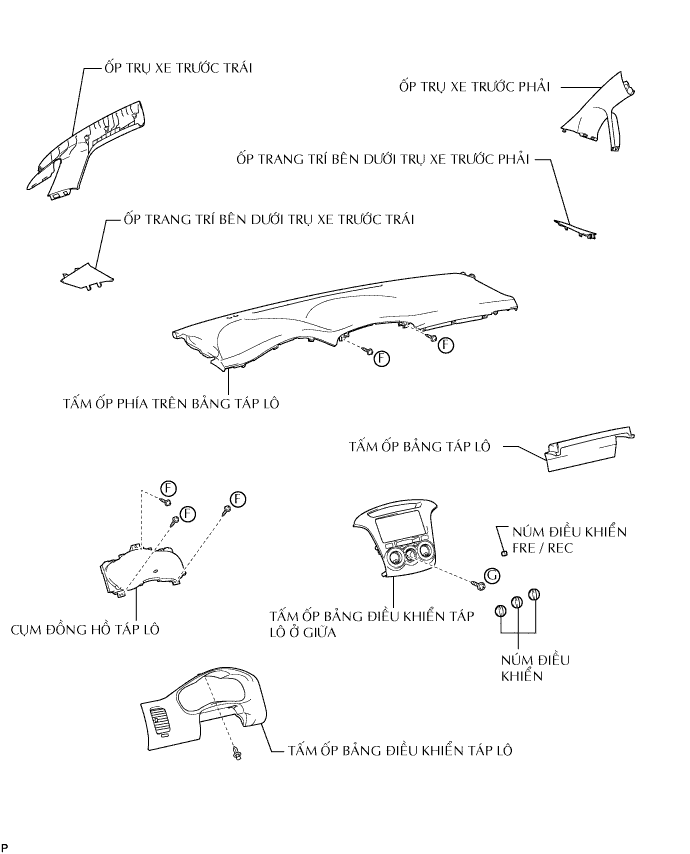 ỐP TRỤ XE TRƯỚC TRÁI
ỐP TRỤ XE TRƯỚC PHẢI
ỐP TRANG TRÍ BÊN DƯỚI TRỤ XE TRƯỚC PHẢI
ỐP TRANG TRÍ BÊN DƯỚI TRỤ XE TRƯỚC TRÁI
F
F
TẤM ỐP PHÍA TRÊN BẢNG TÁP LÔ
TẤM ỐP BẢNG TÁP LÔ
F
F
F
NÚM ĐIỀU KHIỂN
FRE / REC
G
CỤM ĐỒNG HỒ TÁP LÔ
TẤM ỐP BẢNG ĐIỀU KHIỂN TÁP
LÔ Ở GIỮA
NÚM ĐIỀU
KHIỂN
TẤM ỐP BẢNG ĐIỀU KHIỂN TÁP LÔ
P